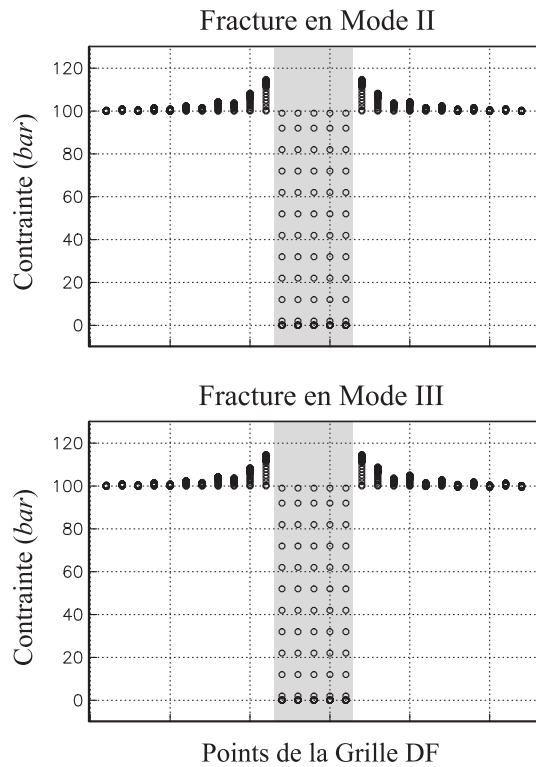 Fracture en Mode II
120
100
80
60
40
20
0
Contrainte (bar)
Fracture en Mode III
120
100
80
60
40
20
0
Contrainte (bar)
Points de la Grille DF